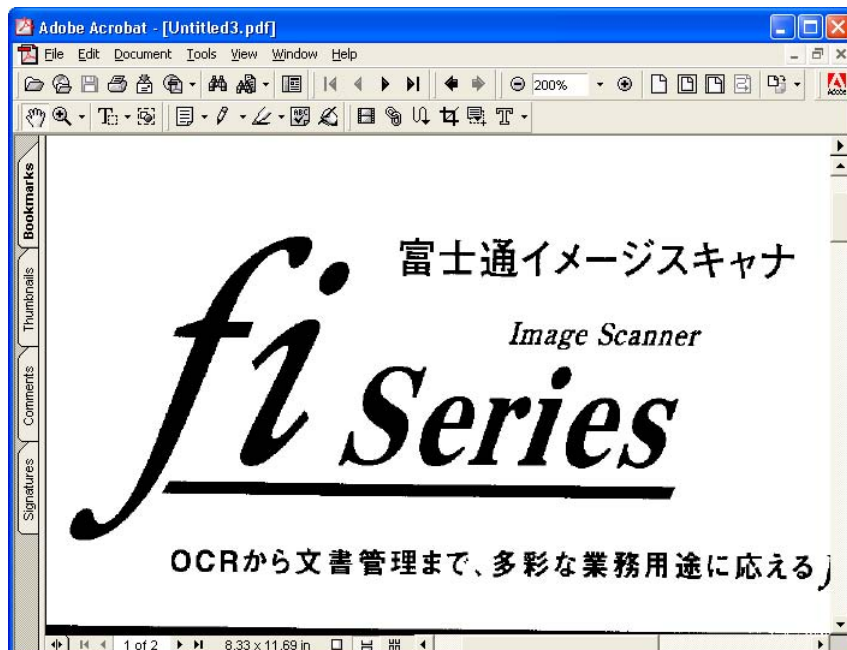 Adobe Acrobat - [Untitled3.pdf]
File Edit Document Tools View Window Help
200%
Adobe
Bookmarks
Thumbnails
Comments
Signatures
富士通イメージスキャナ
Image Scanner
fi Series
OCRから文書管理まで、多彩な業務用途に応える f
1 of 2 8.33 x 11.69 in